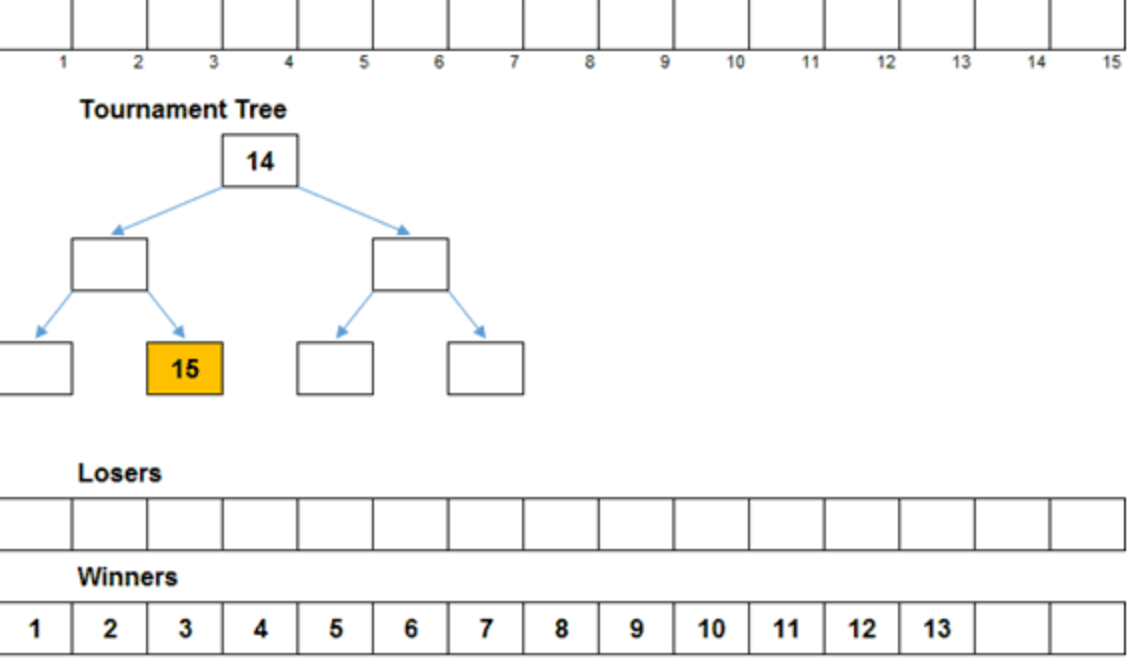 1 2 3 4 5 6 7 8 9 10 11 12 13 14 15
Tournament Tree
14
15
Losers
Winners
1 2 3 4 5 6 7 8 9 10 11 12 13